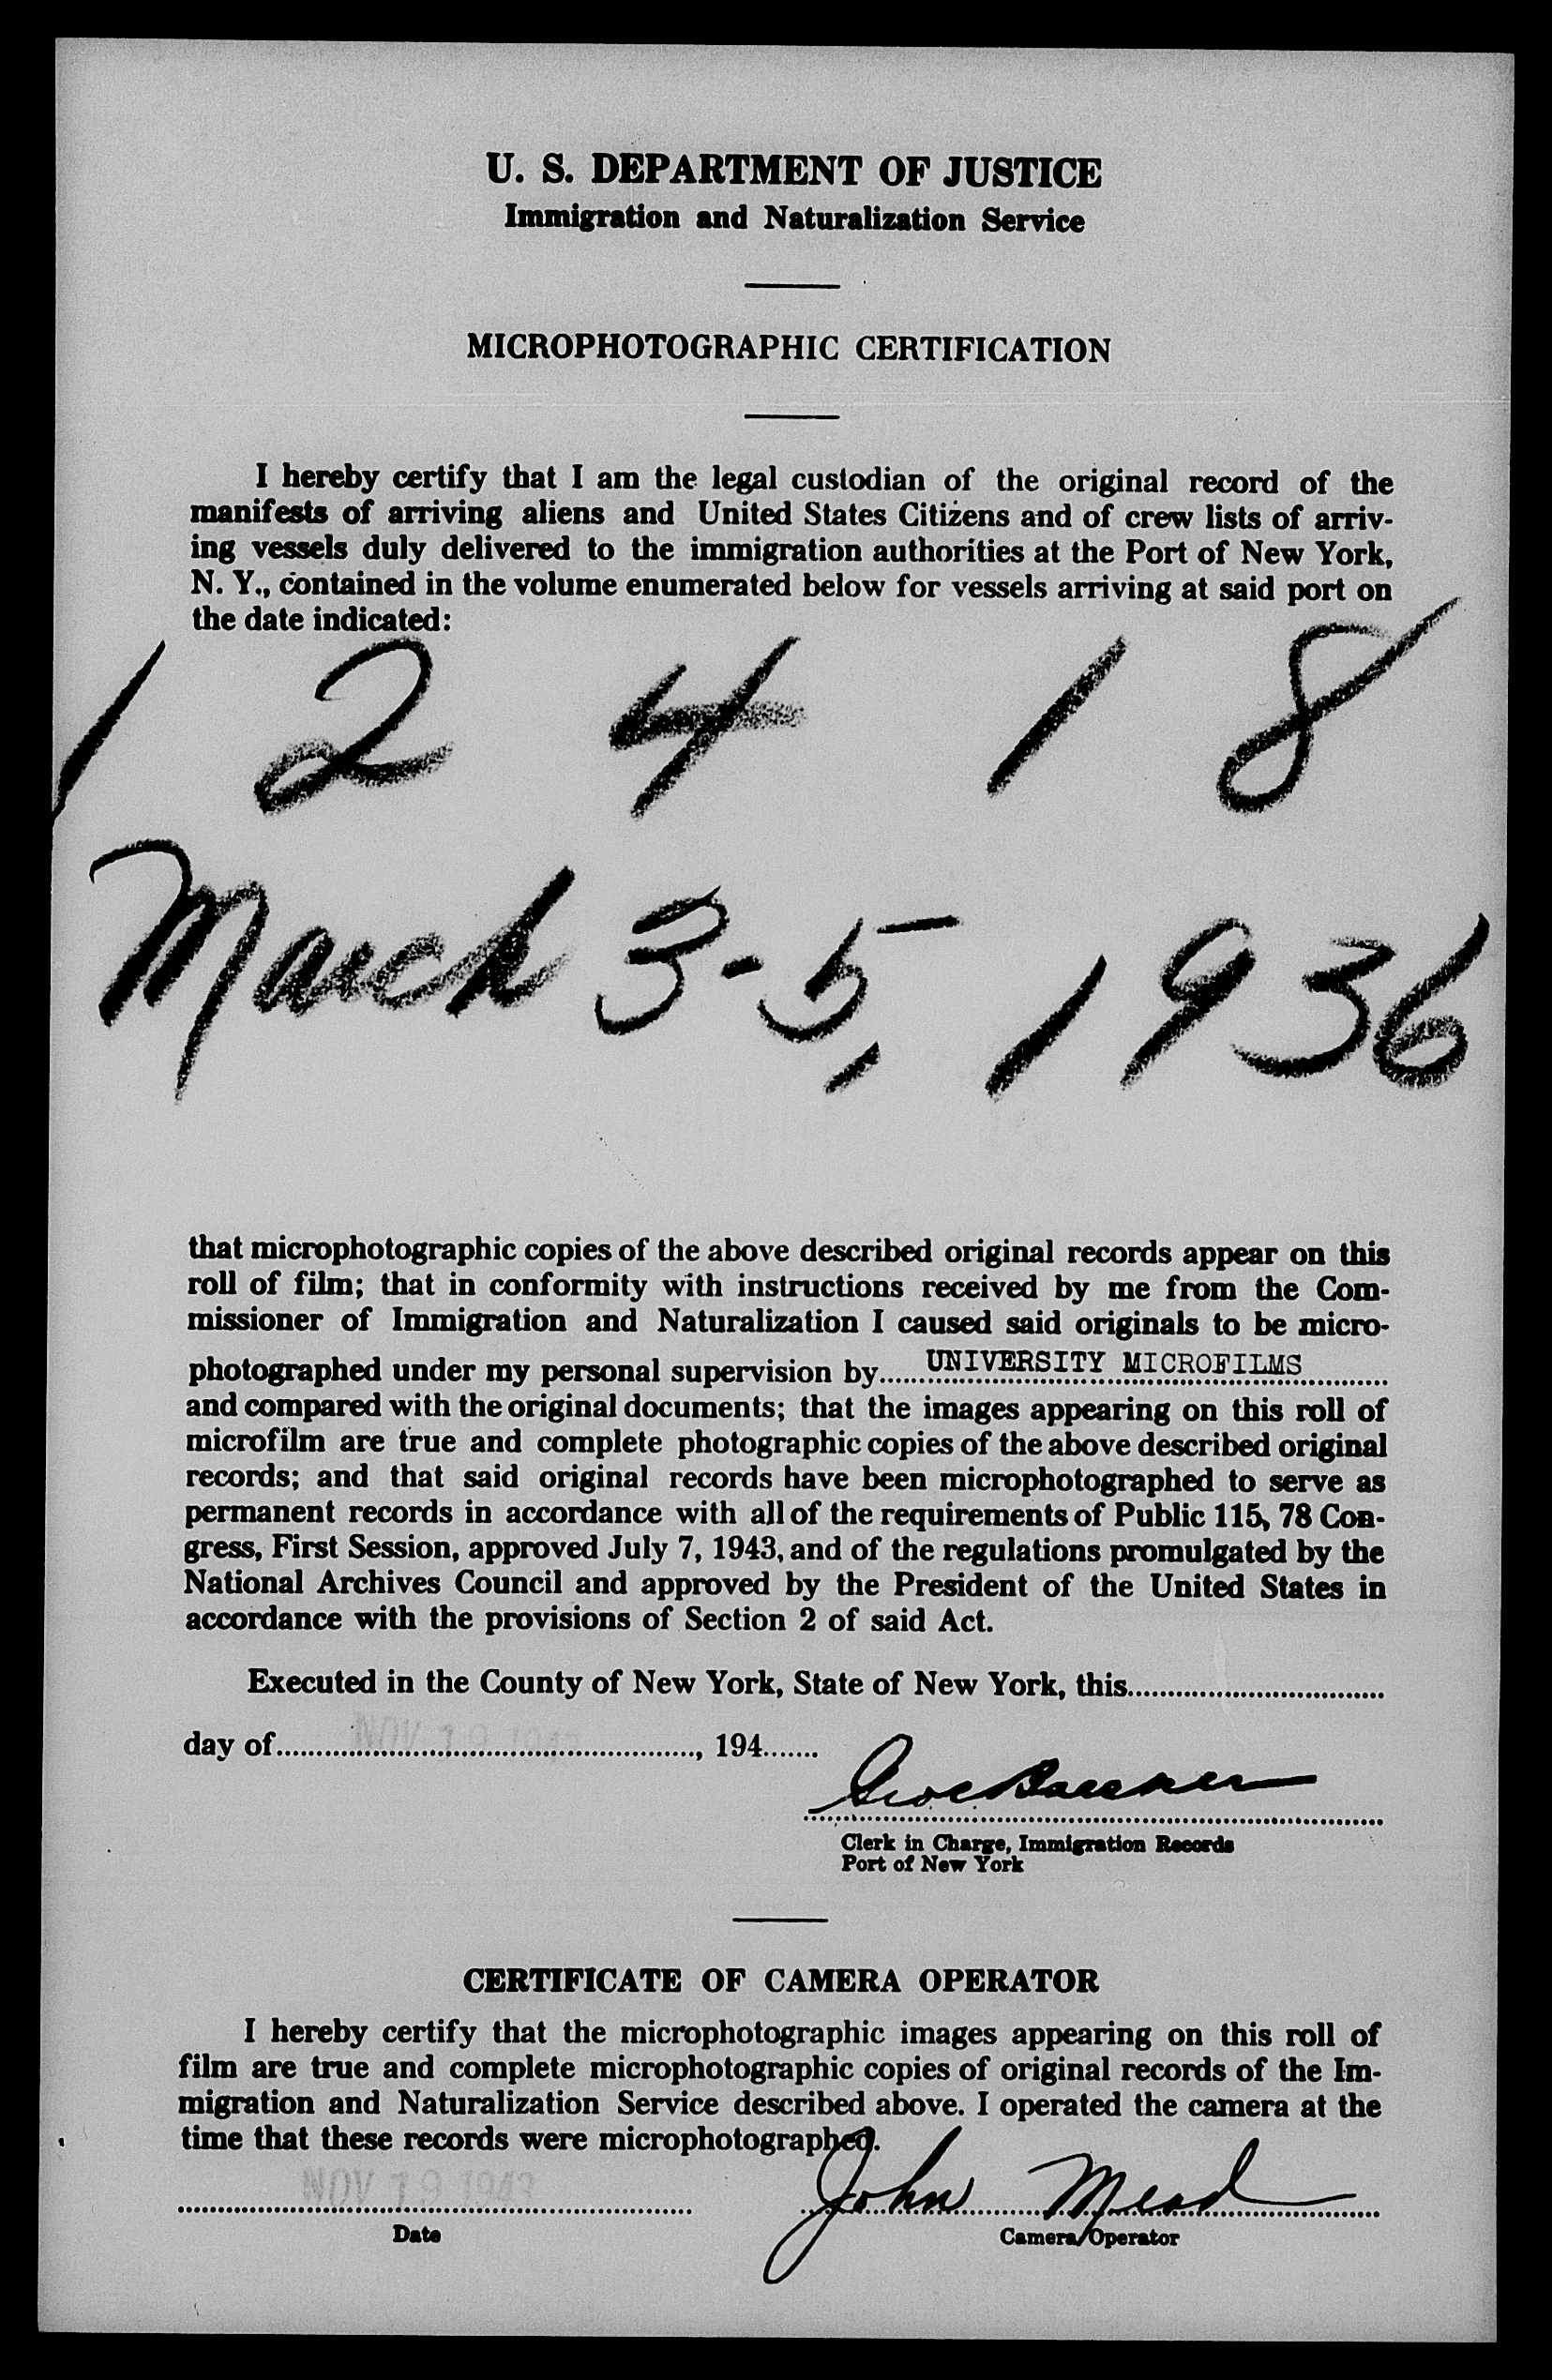 U. S. DEPARTMENT OF JUSTICE
Immigration and Naturalization Service
MICROPHOTOGRAPHIC CERTIFICATION
I hereby certify that I am the legal custodian of the original record of the
manifests of arriving aliens and United States Citizens and of crew lists of arriv-
ing vessels duly delivered to the immigration authorities at the Port of New York,
N. Y., contained in the volume enumerated below for vessels arriving at said port on
the date indicated:
1 2 4 1 8
March 3-5, 1936
that microphotographic copies of the above described original records appear on this
roll of film; that in conformity with instructions received by me from the Com-
missioner of Immigration and Naturalization I caused said originals to be micro-
photographed under my personal supervision by UNIVERSITY MICROFILMS
and compared with the original documents; that the images appearing on this roll of
microfilm are true and complete photographic copies of the above described original
records; and that said original records have been microphotographed to serve as
permanent records in accordance with all of the requirements of Public 115, 78 Con-
gress, First Session, approved July 7, 1943, and of the regulations promulgated by the
National Archives Council and approved by the President of the United States in
accordance with the provisions of Section 2 of said Act.
Executed in the County of New York, State of New York, this
day of NOV 19 1943, 194
Clerk in Charge, Immigration Records
Port of New York
CERTIFICATE OF CAMERA OPERATOR
I hereby certify that the microphotographic images appearing on this roll of
film are true and complete microphotographic copies of original records of the Im-
migration and Naturalization Service described above. I operated the camera at the
time that these records were microphotographed.
NOV 19 1943 John Mead
Date Camera Operator